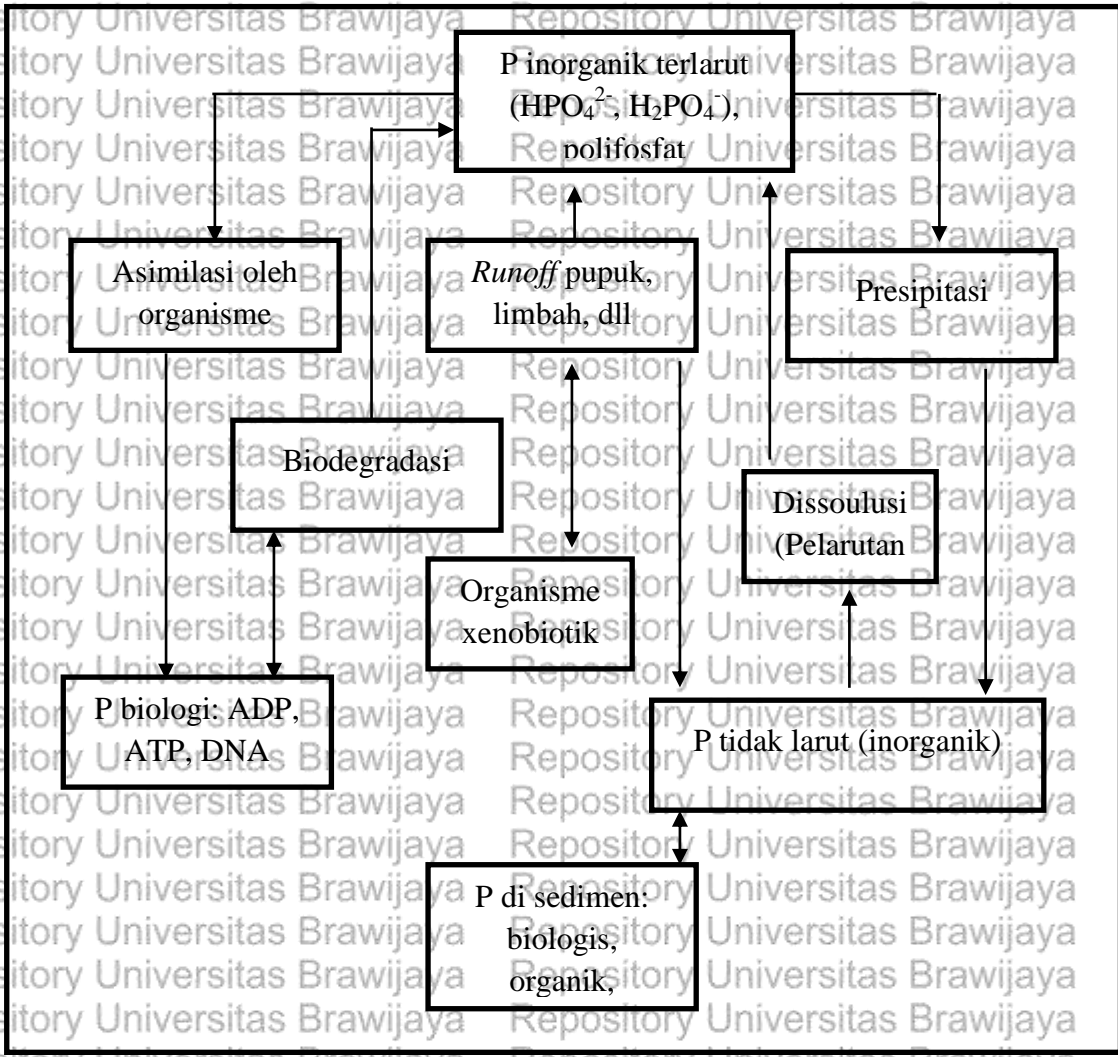 P inorganik terlarut
(HPO₄²⁻, H₂PO₄⁻),
polifosfat
Asimilasi oleh
organisme
Runoff pupuk,
limbah, dll
Presipitasi
Biodegradasi
Dissoulusi
(Pelarutan
Organisme
xenobiotik
P biologi: ADP,
ATP, DNA
P tidak larut (inorganik)
P di sedimen:
biologis,
organik,
Repository Universitas Brawijaya